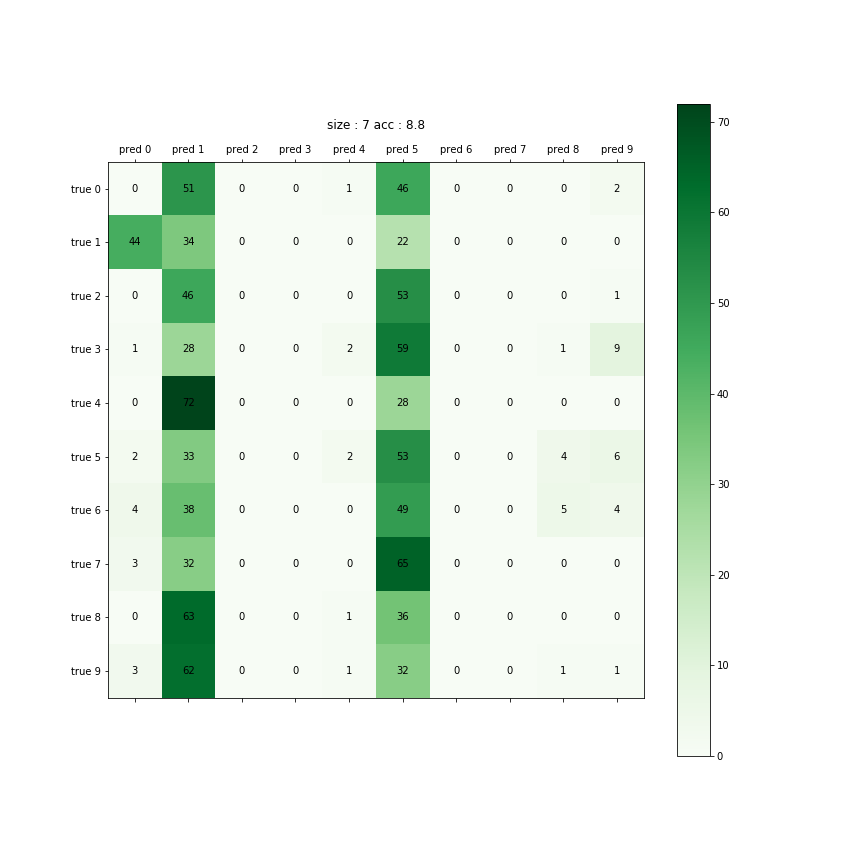 size : 7 acc : 8.8
pred 0 pred 1 pred 2 pred 3 pred 4 pred 5 pred 6 pred 7 pred 8 pred 9
true 0 0 51 0 0 1 46 0 0 0 2
true 1 44 34 0 0 0 22 0 0 0 0
true 2 0 46 0 0 0 53 0 0 0 1
true 3 1 28 0 0 2 59 0 0 1 9
true 4 0 72 0 0 0 28 0 0 0 0
true 5 2 33 0 0 2 53 0 0 4 6
true 6 4 38 0 0 0 49 0 0 5 4
true 7 3 32 0 0 0 65 0 0 0 0
true 8 0 63 0 0 1 36 0 0 0 0
true 9 3 62 0 0 1 32 0 0 1 1
70
60
50
40
30
20
10
0